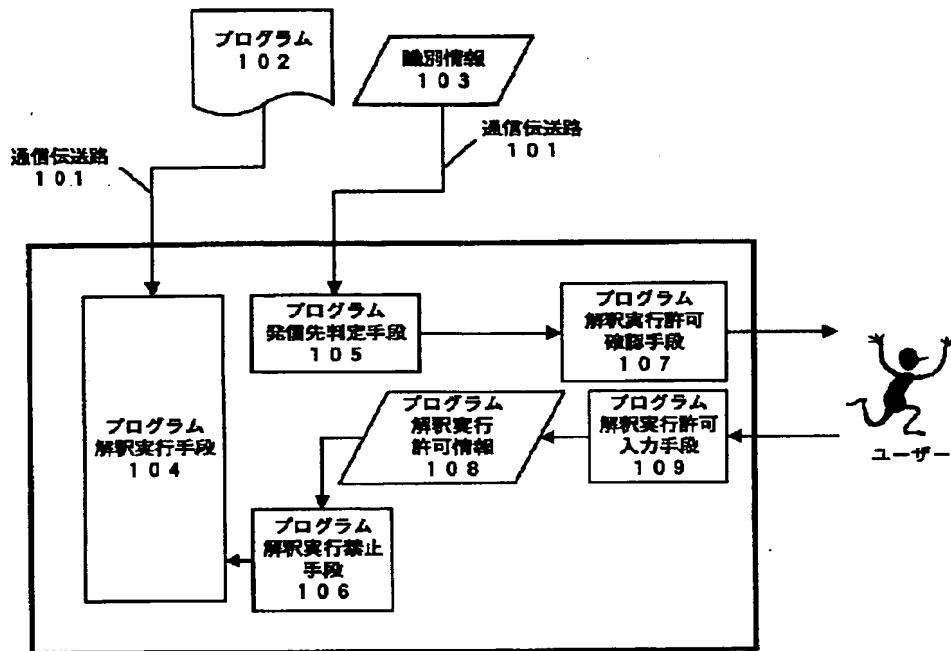 プログラム
102
識別情報
103
通信伝送路
101
通信伝送路
101
プログラム
発信先判定手段
105
プログラム
解釈実行許可
確認手段
107
プログラム
解釈実行手段
104
プログラム
解釈実行
許可情報
108
プログラム
解釈実行許可
入力手段
109
ユーザー
プログラム
解釈実行禁止
手段
106